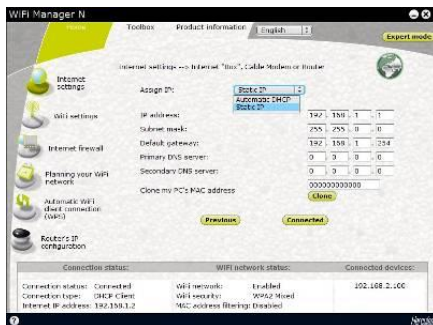 WiFi Manager N
Home Toolbox Product information English
Expert mode
Internet settings --> Internet "Box", Cable Modem or Router
Internet
settings
Assign IP: Static IP
Automatic DHCP
Static IP
WiFi settings
IP address: 192 . 168 . 1 . 1
Subnet mask: 255 . 255 . 0 . 0
Internet firewall
Default gateway: 192 . 168 . 1 . 254
Primary DNS server: 0 . 0 . 0 . 0
Planning your WiFi
network
Secondary DNS server: 0 . 0 . 0 . 0
Clone my PC's MAC address 000000000000
Clone
Automatic WiFi
client connection
(WPS)
Previous Connected
Router's IP
configuration
Connection status: WiFi network status: Connected devices:
Connection status: Connected WiFi network: Enabled 192.168.2.100
Connection type: DHCP Client WiFi security: WPA2 Mixed
Internet IP address: 192.168.1.2 MAC address filtering: Disabled
? Hercules